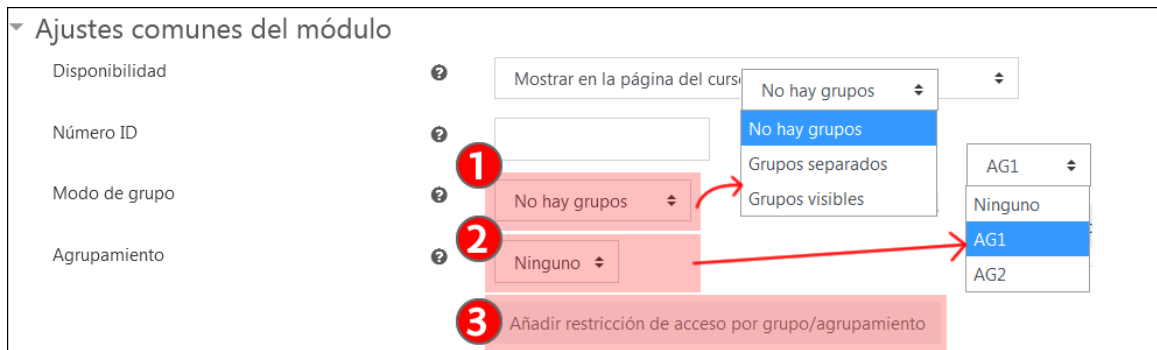 Ajustes comunes del módulo
Disponibilidad
Mostrar en la página del curs
No hay grupos
No hay grupos
Grupos separados
Grupos visibles
Número ID
1
Modo de grupo
No hay grupos
AG1
Ninguno
AG1
AG2
2
Agrupamiento
Ninguno
3
Añadir restricción de acceso por grupo/agrupamiento